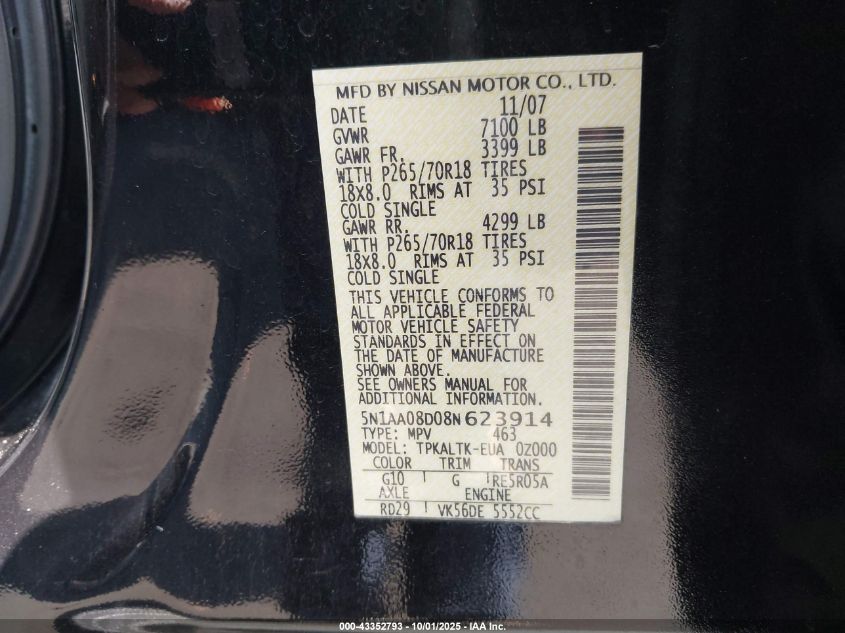 MFD BY NISSAN MOTOR CO., LTD.
DATE 11/07
GVWR 7100 LB
GAWR FR. 3399 LB
WITH P265/70R18 TIRES
18X8.0 RIMS AT 35 PSI
COLD SINGLE
GAWR RR. 4299 LB
WITH P265/70R18 TIRES
18X8.0 RIMS AT 35 PSI
COLD SINGLE
THIS VEHICLE CONFORMS TO
ALL APPLICABLE FEDERAL
MOTOR VEHICLE SAFETY
STANDARDS IN EFFECT ON
THE DATE OF MANUFACTURE
SHOWN ABOVE.
SEE OWNERS MANUAL FOR
ADDITIONAL INFORMATION.
5N1AA08D08N623914
TYPE: MPV 463
MODEL: TPKALTK-EUA 0Z000
COLOR TRIM TRANS
G10 G RE5R05A
AXLE ENGINE
RD29 VK56DE 5552CC
000-43352793 - 10/01/2025 - IAA Inc.